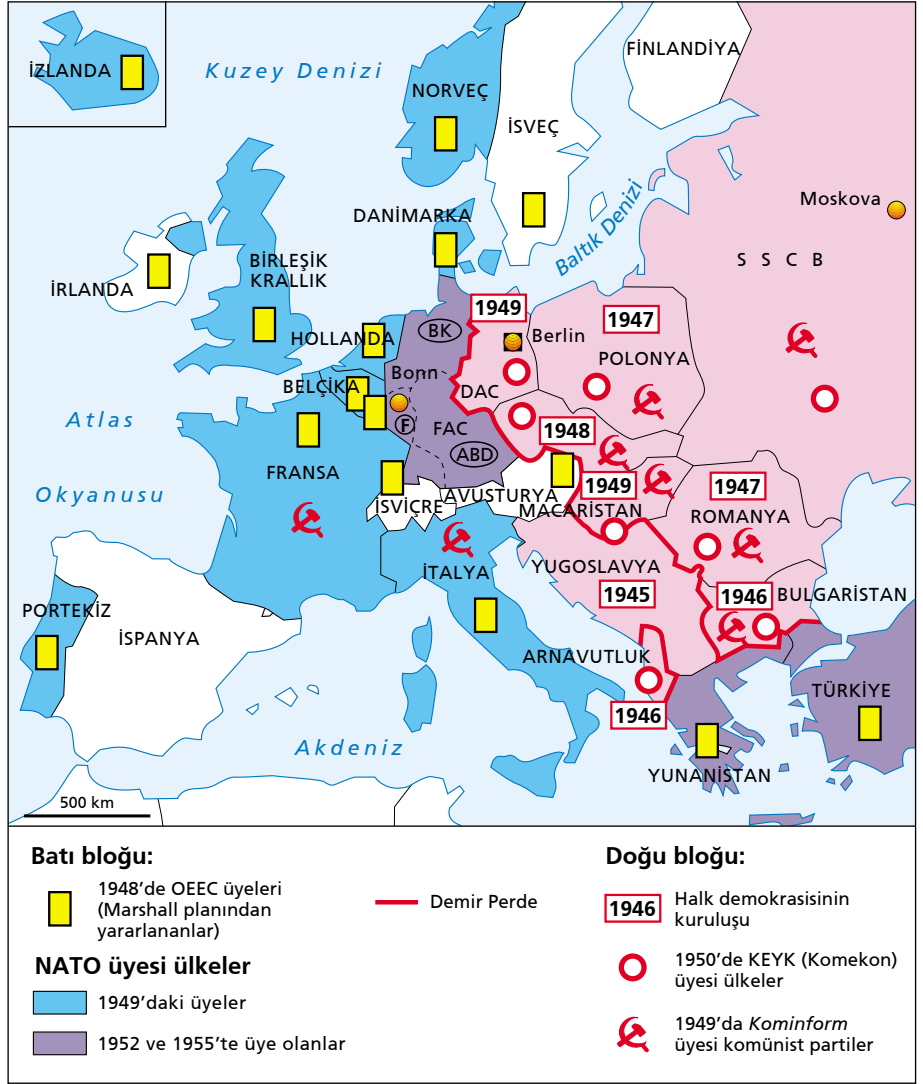 İZLANDA
Kuzey Denizi
NORVEÇ
İSVEÇ
FİNLANDİYA
Moskova
DANİMARKA
Baltık Denizi
S S C B
İRLANDA
BİRLEŞİK
KRALLIK
1949
1947
BK
Berlin
HOLLANDA
POLONYA
Bonn
BELÇİKA
DAC
Atlas
F
FAC
1948
ABD
FRANSA
1949
1947
Okyanusu
AVUSTURYA
İSVİÇRE
MACARİSTAN
ROMANYA
YUGOSLAVYA
İTALYA
1945
1946
BULGARİSTAN
PORTEKİZ
İSPANYA
ARNAVUTLUK
TÜRKİYE
1946
Akdeniz
YUNANİSTAN
500 km
Batı bloğu:
1948’de OEEC üyeleri
(Marshall planından
yararlananlar)
NATO üyesi ülkeler
1949’daki üyeler
1952 ve 1955’te üye olanlar
Demir Perde
Doğu bloğu:
1946
Halk demokrasisinin
kuruluşu
1950’de KEYK (Komekon)
üyesi ülkeler
1949’da Kominform
üyesi komünist partiler